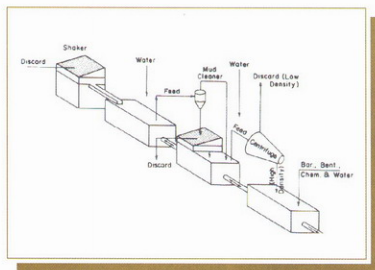 Shaker
Discard
Water
Feed
Mud
Cleaner
Water
Discard (Low
Density)
Feed
Centrifuge
(High
Density)
Discard
Bar., Bent.,
Chem. & Water